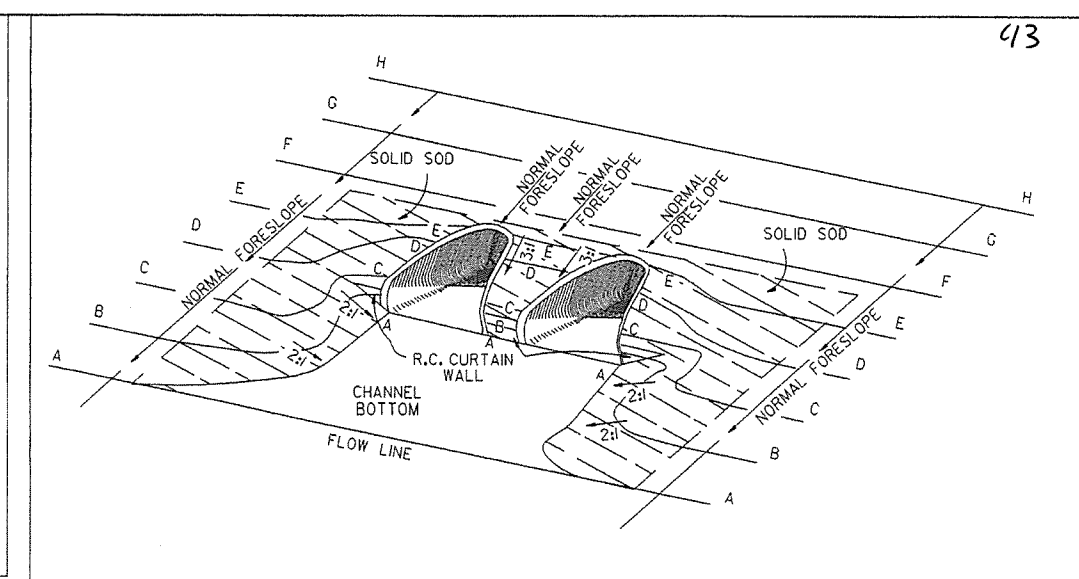 43
H
G
F
E
D
C
B
A
SOLID SOD
NORMAL FORESLOPE
NORMAL
FORESLOPE
NORMAL
FORESLOPE
NORMAL
FORESLOPE
SOLID SOD
H
G
F
E
D
C
B
A
NORMAL FORESLOPE
E
D
C
3:1
E
D
C
B
3:1
E
D
C
A
A
A
2:1
2:1
2:1
2:1
R.C. CURTAIN
WALL
CHANNEL
BOTTOM
FLOW LINE